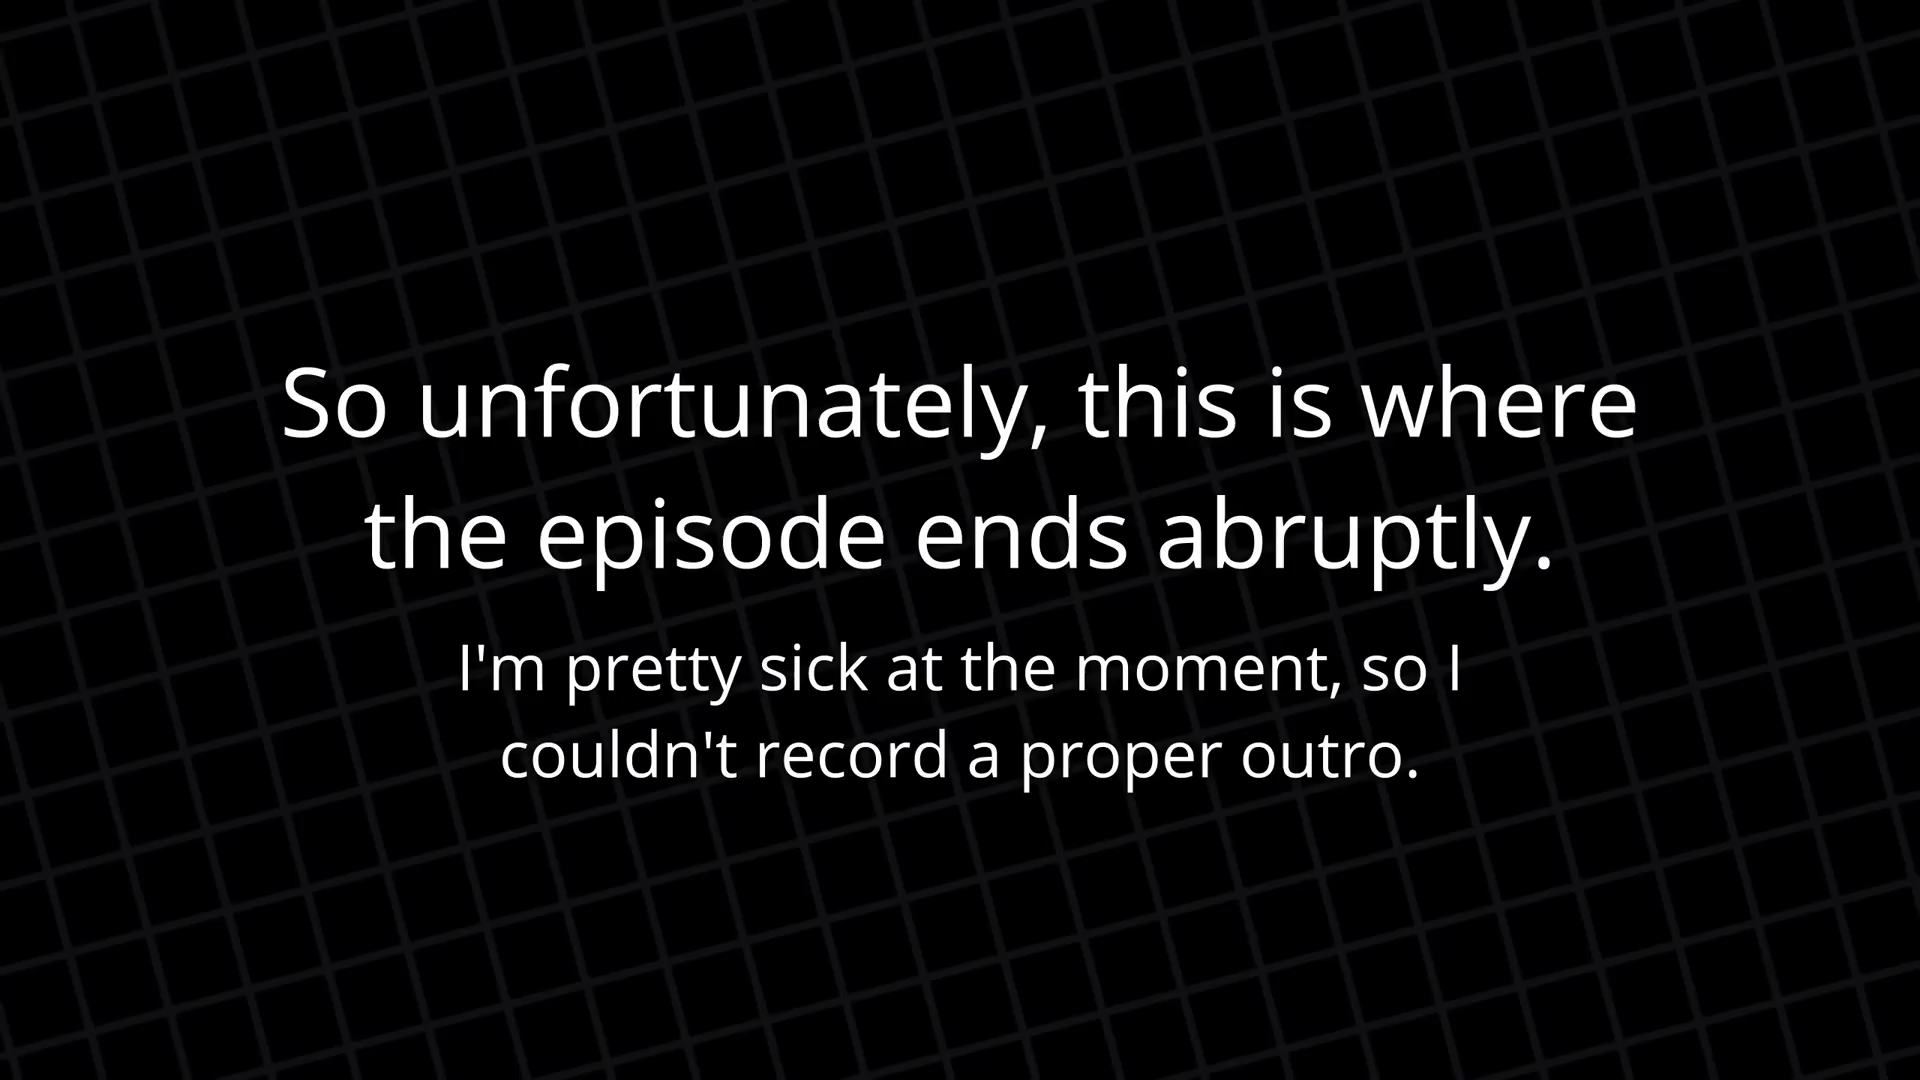 So unfortunately, this is where
the episode ends abruptly.
I'm pretty sick at the moment, so I
couldn't record a proper outro.